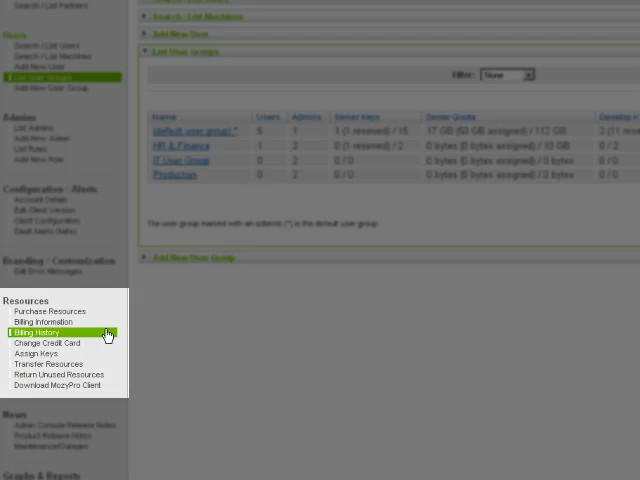 Search / List Partners
Users
Search / List Users
Search / List Machines
Add New User
List User Groups
Add New User Group
Admins
List Admins
Add New Admin
List Roles
Add New Role
Configuration / Alerts
Account Details
Edit Client Version
Client Configuration
Email Alerts
Branding / Customization
Edit Error Messages
Resources
Purchase Resources
Billing Information
Billing History
Change Credit Card
Assign Keys
Transfer Resources
Return Unused Resources
Download MozyPro Client
News
Admin Console Release Notes
Product Release Notes
Maintenance/Outages
Graphs & Reports
Search / List Machines
Add New User
List User Groups
Filter: None
Name Users Admins Server Keys Server Quota Desktop K
(default user group) * 5 1 1 (1 reserved) / 15 17 GB (50 GB assigned) / 112 GB 2 (11 rese
HR & Finance 1 2 0 (1 reserved) / 2 0 bytes (0 bytes assigned) / 10 GB 0 / 2
IT User Group 0 2 0 / 0 0 bytes (0 bytes assigned) / 0 bytes 0 / 0
Production 0 2 0 / 0 0 bytes (0 bytes assigned) / 0 bytes 0 / 0
The user group marked with an asterisk (*) is the default user group.
Add New User Group